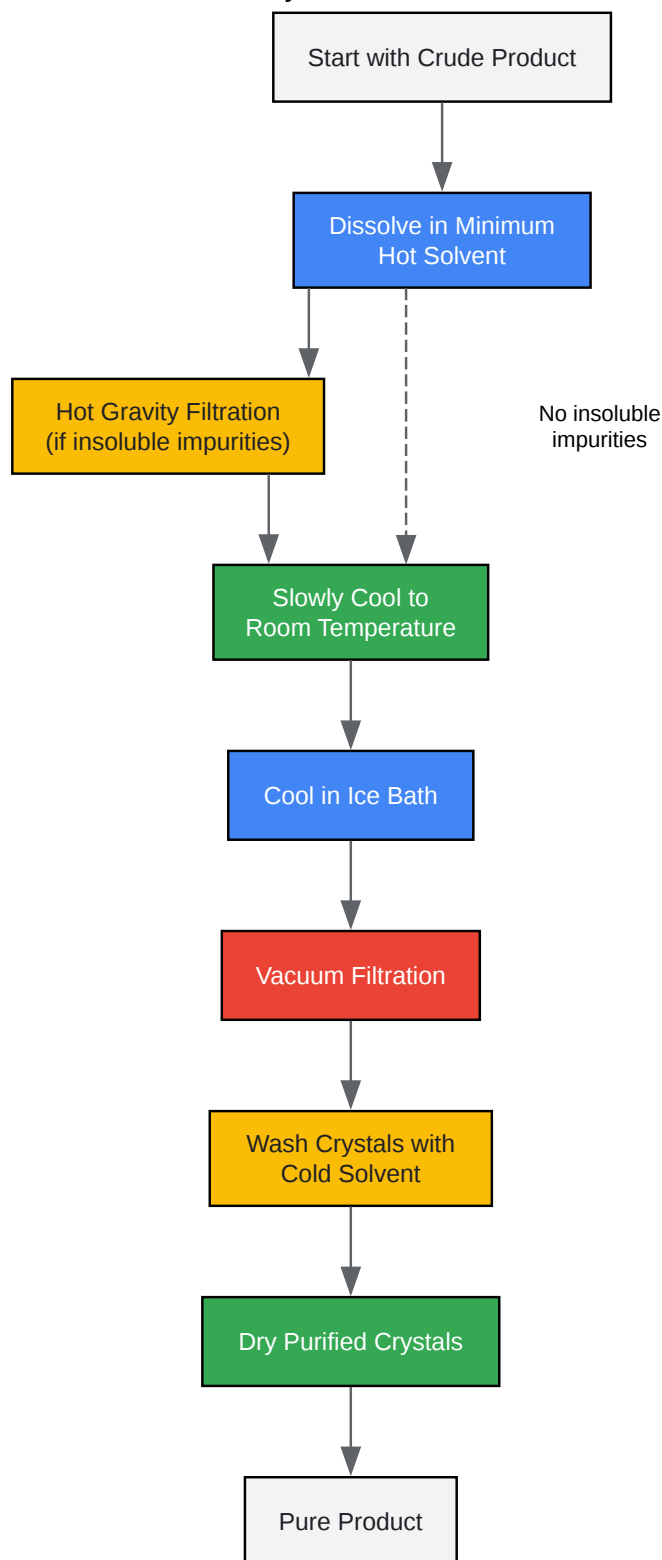 Start with Crude Product
Dissolve in Minimum
Hot Solvent
Hot Gravity Filtration
(if insoluble impurities)
No insoluble
impurities
Slowly Cool to
Room Temperature
Cool in Ice Bath
Vacuum Filtration
Wash Crystals with
Cold Solvent
Dry Purified Crystals
Pure Product